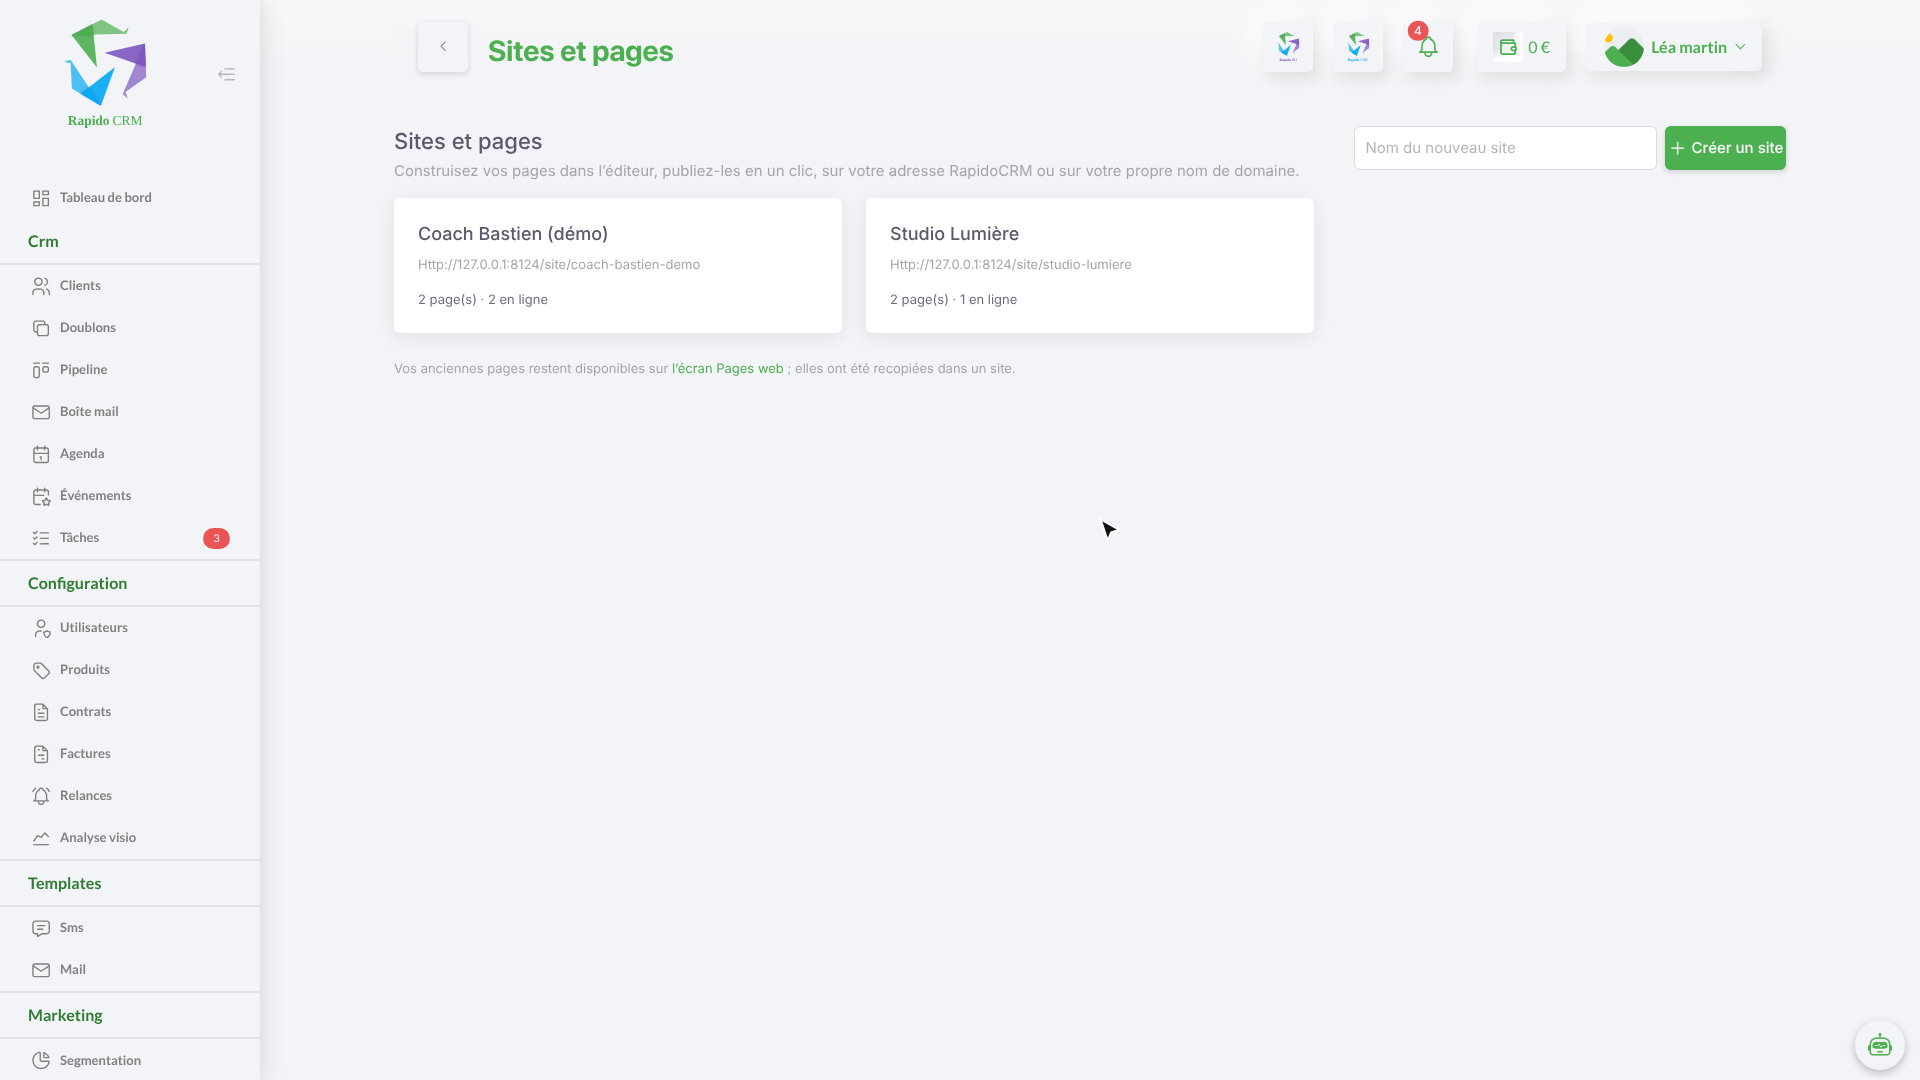 Rapido CRM
Tableau de bord
Crm
Clients
Doublons
Pipeline
Boîte mail
Agenda
Événements
Tâches
3
Configuration
Utilisateurs
Produits
Contrats
Factures
Relances
Analyse visio
Templates
Sms
Mail
Marketing
Segmentation
Sites et pages
4
0 €
Léa martin
Sites et pages
Construisez vos pages dans l’éditeur, publiez-les en un clic, sur votre adresse RapidoCRM ou sur votre propre nom de domaine.
Nom du nouveau site
Créer un site
Coach Bastien (démo)
Http://127.0.0.1:8124/site/coach-bastien-demo
2 page(s) · 2 en ligne
Studio Lumière
Http://127.0.0.1:8124/site/studio-lumiere
2 page(s) · 1 en ligne
Vos anciennes pages restent disponibles sur l’écran Pages web ; elles ont été recopiées dans un site.